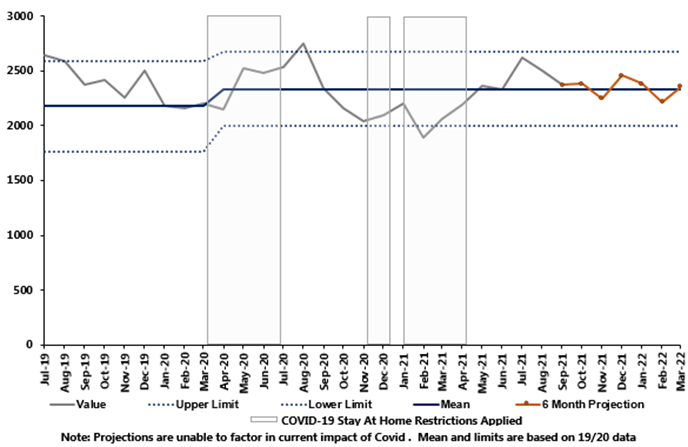 3000
2500
2000
1500
1000
500
0
Jul-19 Aug-19 Sep-19 Oct-19 Nov-19 Dec-19 Jan-20 Feb-20 Mar-20 Apr-20 May-20 Jun-20 Jul-20 Aug-20 Sep-20 Oct-20 Nov-20 Dec-20 Jan-21 Feb-21 Mar-21 Apr-21 May-21 Jun-21 Jul-21 Aug-21 Sep-21 Oct-21 Nov-21 Dec-21 Jan-22 Feb-22 Mar-22
Value Upper Limit Lower Limit Mean 6 Month Projection
COVID-19 Stay At Home Restrictions Applied
Note: Projections are unable to factor in current impact of Covid . Mean and limits are based on 19/20 data